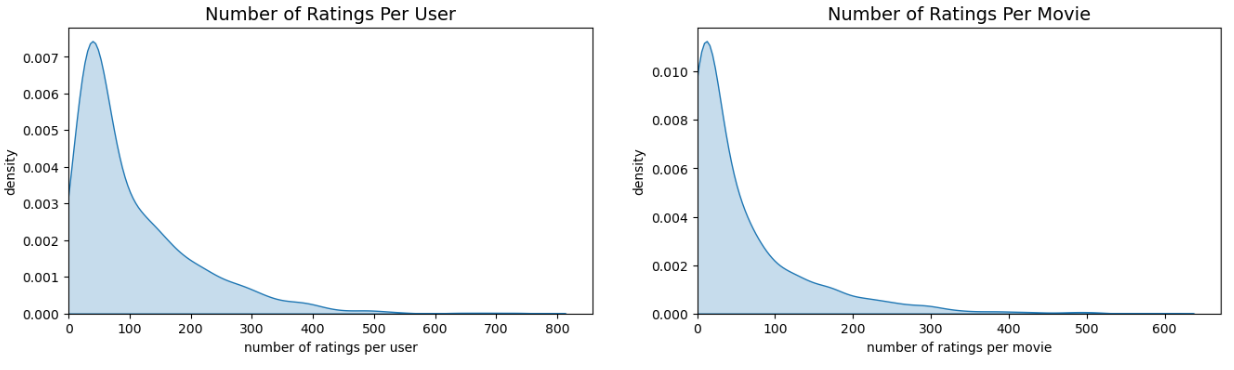 Number of Ratings Per User
0.007
0.006
0.005
0.004
0.003
0.002
0.001
0.000
density
0 100 200 300 400 500 600 700 800
number of ratings per user
Number of Ratings Per Movie
0.010
0.008
0.006
0.004
0.002
0.000
density
0 100 200 300 400 500 600
number of ratings per movie